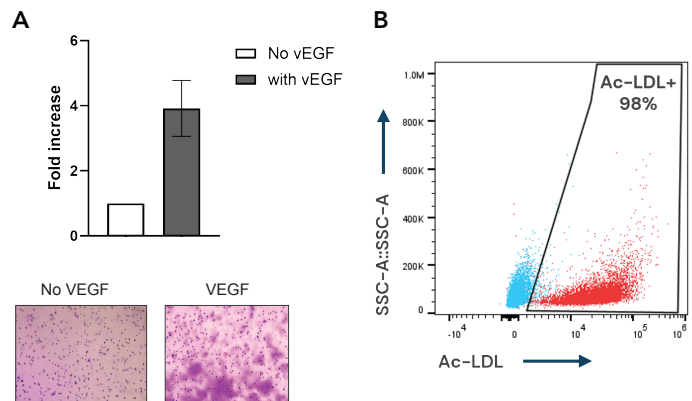 A
6
4
2
0
Fold increase
No vEGF
with vEGF
No VEGF
VEGF
B
1.0M
800K
600K
400K
200K
0
SSC-A::SSC-A
Ac-LDL+
98%
-10⁴
0
10⁴
10⁵
10⁶
Ac-LDL